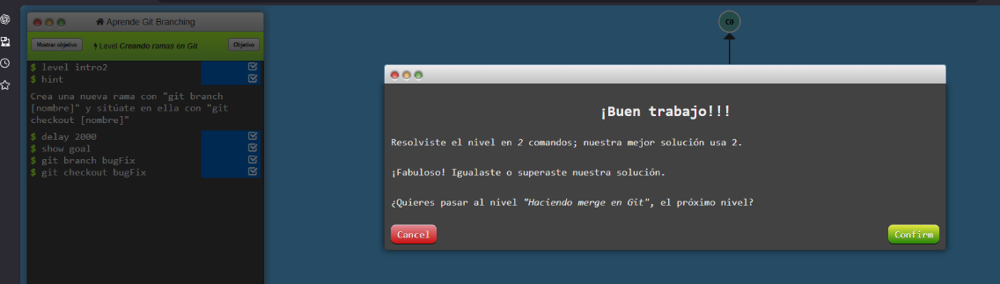 Aprende Git Branching
Mostrar objetivo
Level Creando ramas en Git
Objetivo
$ level intro2
$ hint
Crea una nueva rama con "git branch
[nombre]" y sitúate en ella con "git
checkout [nombre]"
$ delay 2000
$ show goal
$ git branch bugFix
$ git checkout bugFix
C0
¡Buen trabajo!!!
Resolviste el nivel en 2 comandos; nuestra mejor solución usa 2.
¡Fabuloso! Igualaste o superaste nuestra solución.
¿Quieres pasar al nivel "Haciendo merge en Git", el próximo nivel?
Cancel
Confirm